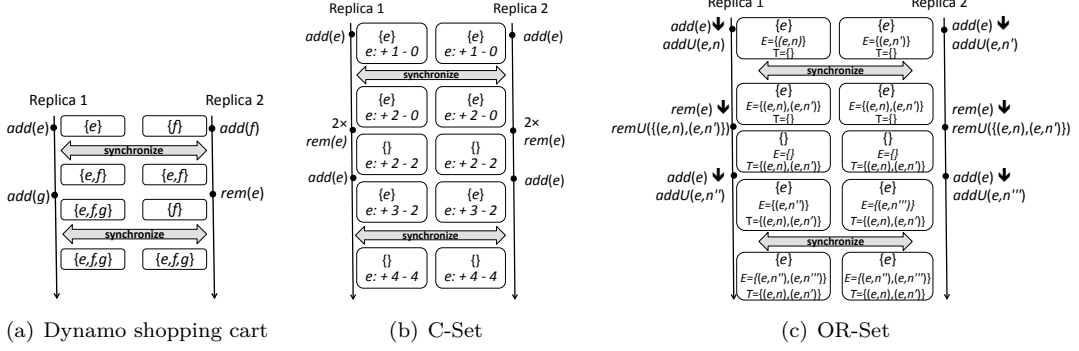 Replica 1
Replica 2
add(e)
add(f)
{e}
{f}
synchronize
{e,f}
{e,f}
add(g)
rem(e)
{e,f,g}
{f}
synchronize
{e,f,g}
{e,f,g}
(a) Dynamo shopping cart
Replica 1
Replica 2
add(e)
add(e)
{e}
e: + 1 - 0
{e}
e: + 1 - 0
synchronize
{e}
e: + 2 - 0
{e}
e: + 2 - 0
2×
rem(e)
2×
rem(e)
{}
e: + 2 - 2
{}
e: + 2 - 2
add(e)
add(e)
{e}
e: + 3 - 2
{e}
e: + 3 - 2
synchronize
{}
e: + 4 - 4
{}
e: + 4 - 4
(b) C-Set
Replica 1
Replica 2
add(e)
addU(e,n)
add(e)
addU(e,n')
{e}
E={(e,n)}
T={}
{e}
E={(e,n')}
T={}
synchronize
{e}
E={(e,n),(e,n')}
T={}
{e}
E={(e,n),(e,n')}
T={}
rem(e)
remU({(e,n),(e,n')})
rem(e)
remU({(e,n),(e,n')})
{}
E={}
T={(e,n),(e,n')}
{}
E={}
T={(e,n),(e,n')}
add(e)
addU(e,n'')
add(e)
addU(e,n''')
{e}
E={(e,n'')}
T={(e,n),(e,n')}
{e}
E={(e,n''')}
T={(e,n),(e,n')}
synchronize
{e}
E={(e,n''),(e,n''')}
T={(e,n),(e,n')}
{e}
E={(e,n''),(e,n''')}
T={(e,n),(e,n')}
(c) OR-Set